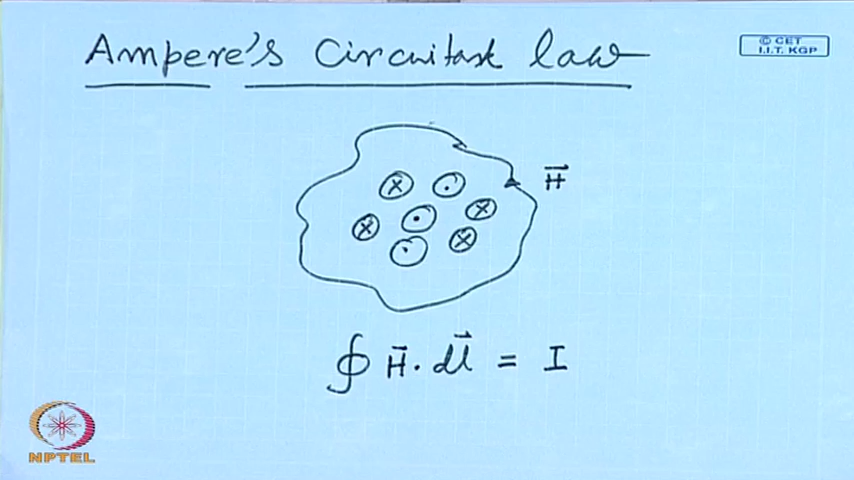 Ampere's Circuital law
© CET
I.I.T. KGP
H⃗
∮ H⃗ · dl⃗ = I
NPTEL